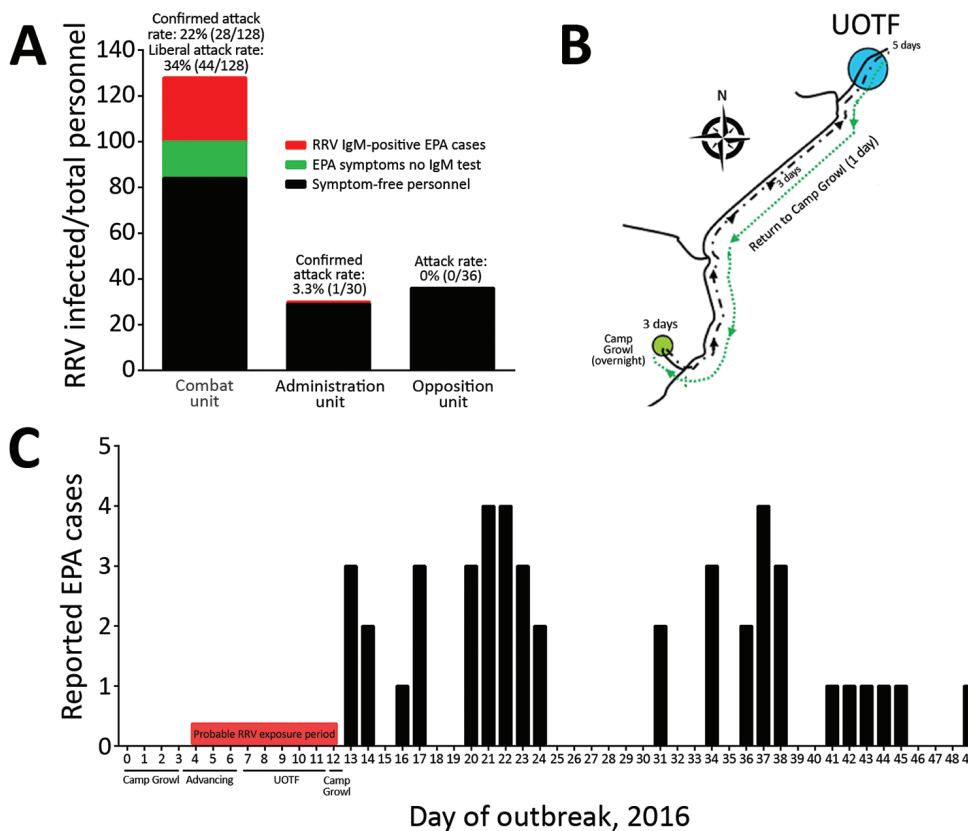 A
Confirmed attack
rate: 22% (28/128)
Liberal attack rate:
34% (44/128)
RRV infected/total personnel
140
120
100
80
60
40
20
0
RRV IgM-positive EPA cases
EPA symptoms no IgM test
Symptom-free personnel
Confirmed
attack rate:
3.3% (1/30)
Attack rate:
0% (0/36)
Combat
unit
Administration
unit
Opposition
unit
B
UOTF
5 days
N
3 days
Return to Camp Growl (1 day)
3 days
Camp
Growl
(overnight)
C
Reported EPA cases
5
4
3
2
1
0
Probable RRV exposure period
0 1 2 3 4 5 6 7 8 9 10 11 12 13 14 16 17 19 20 21 22 23 24 25 26 27 28 30 31 33 34 35 36 37 38 39 40 41 42 43 44 45 47 48
Camp Growl Advancing UOTF Camp
Growl
Day of outbreak, 2016